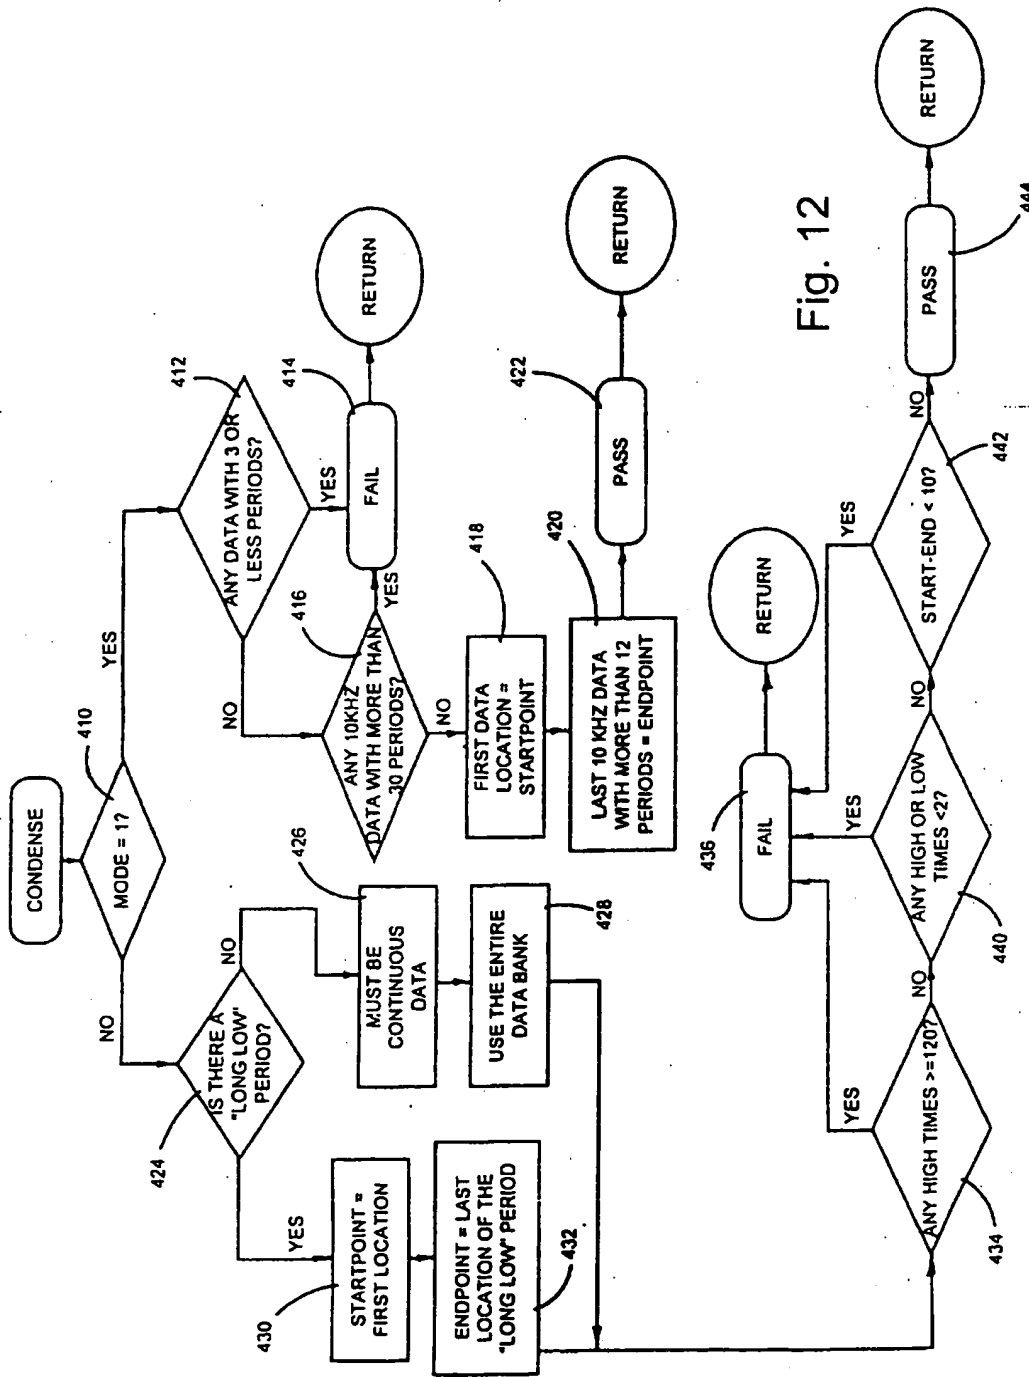 CONDENSE
410
MODE = 1?
YES
NO
412
ANY DATA WITH 3 OR
LESS PERIODS?
YES
NO
414
FAIL
RETURN
416
ANY 10KHZ
DATA WITH MORE THAN
30 PERIODS?
YES
NO
418
FIRST DATA
LOCATION =
STARTPOINT
420
LAST 10 KHZ DATA
WITH MORE THAN 12
PERIODS = ENDPOINT
422
PASS
RETURN
424
IS THERE A
"LONG LOW"
PERIOD?
NO
YES
426
MUST BE
CONTINUOUS
DATA
428
USE THE ENTIRE
DATA BANK
430
STARTPOINT =
FIRST LOCATION
432
ENDPOINT = LAST
LOCATION OF THE
"LONG LOW" PERIOD
434
ANY HIGH TIMES >=120?
YES
NO
436
FAIL
RETURN
440
ANY HIGH OR LOW
TIMES <2?
YES
NO
442
START-END < 10?
YES
NO
444
PASS
RETURN
Fig. 12